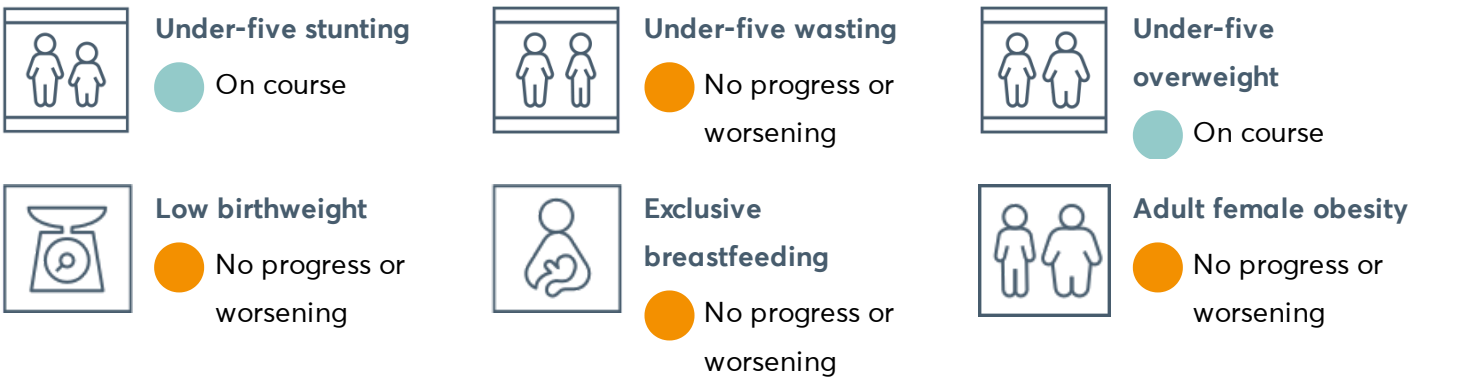 Under-five stunting
On course
Under-five wasting
No progress or
worsening
Under-five
overweight
On course
Low birthweight
No progress or
worsening
Exclusive
breastfeeding
No progress or
worsening
Adult female obesity
No progress or
worsening